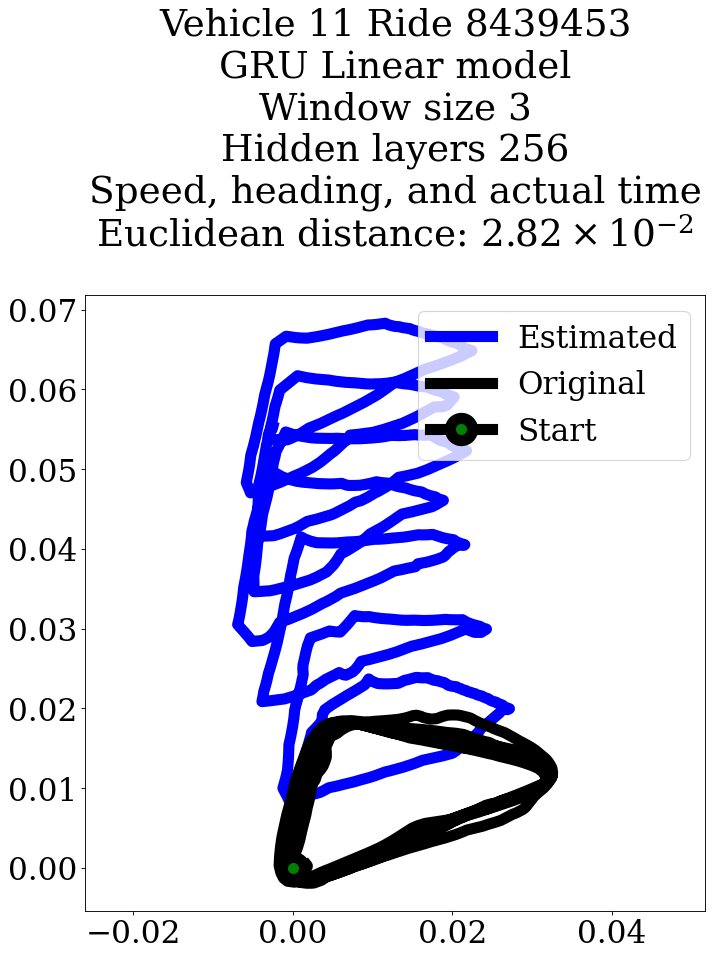 Vehicle 11 Ride 8439453
GRU Linear model
Window size 3
Hidden layers 256
Speed, heading, and actual time
Euclidean distance: 2.82 × 10⁻²
0.07
0.06
0.05
0.04
0.03
0.02
0.01
0.00
Estimated
Original
Start
−0.02 0.00 0.02 0.04